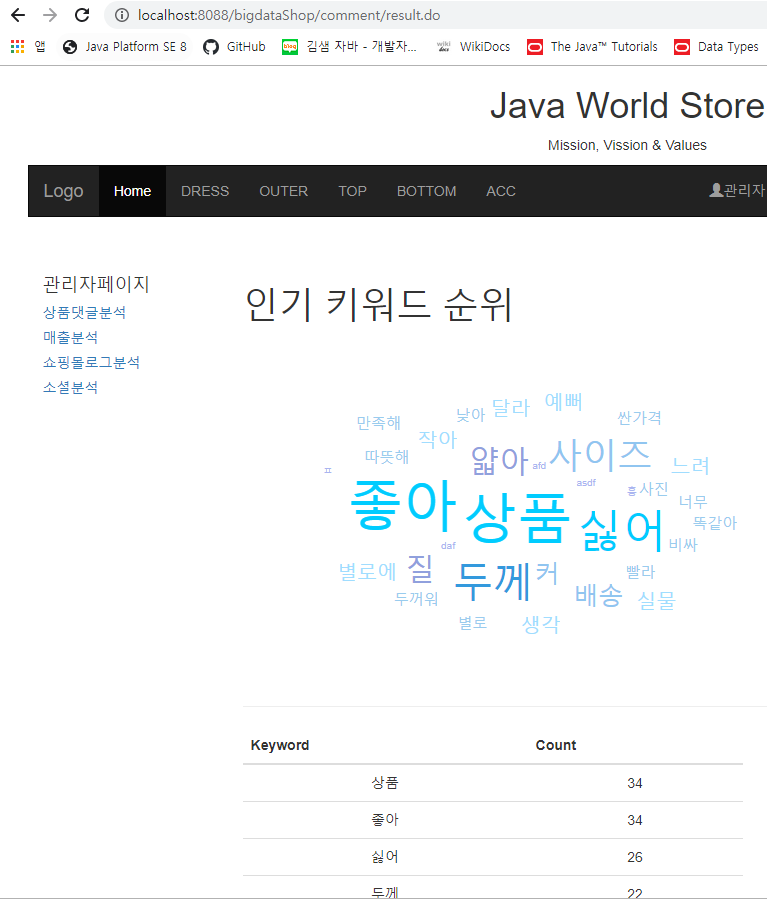 localhost:8088/bigdataShop/comment/result.do
앱 Java Platform SE 8 GitHub 김샘 자바 - 개발자... WikiDocs The Java™ Tutorials Data Types
Java World Store
Mission, Vission & Values
Logo Home DRESS OUTER TOP BOTTOM ACC 관리자
관리자페이지
상품댓글분석
매출분석
쇼핑몰로그분석
소셜분석
인기 키워드 순위
만족해 낮아 달라 예뻐 싼가격
따뜻해 작아 얇아 afd 사이즈 느려
ㅍ 좋아 상품 asdf 싫어 홈 사진 너무
똑같아
daf 비싸
별로에 질 두께 커 배송 빨라
두꺼워 실물
별로 생각
Keyword Count
상품 34
좋아 34
싫어 26
두께 22